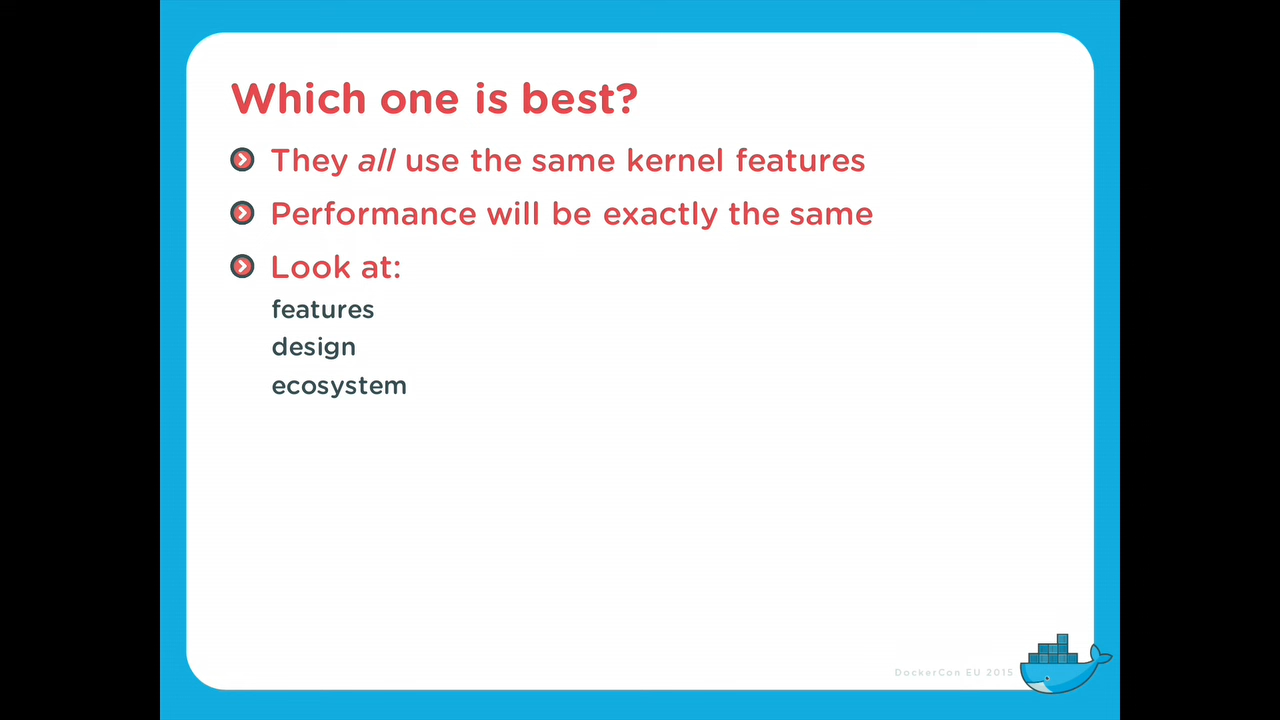 Which one is best?
They all use the same kernel features
Performance will be exactly the same
Look at:
features
design
ecosystem
DockerCon EU 2015